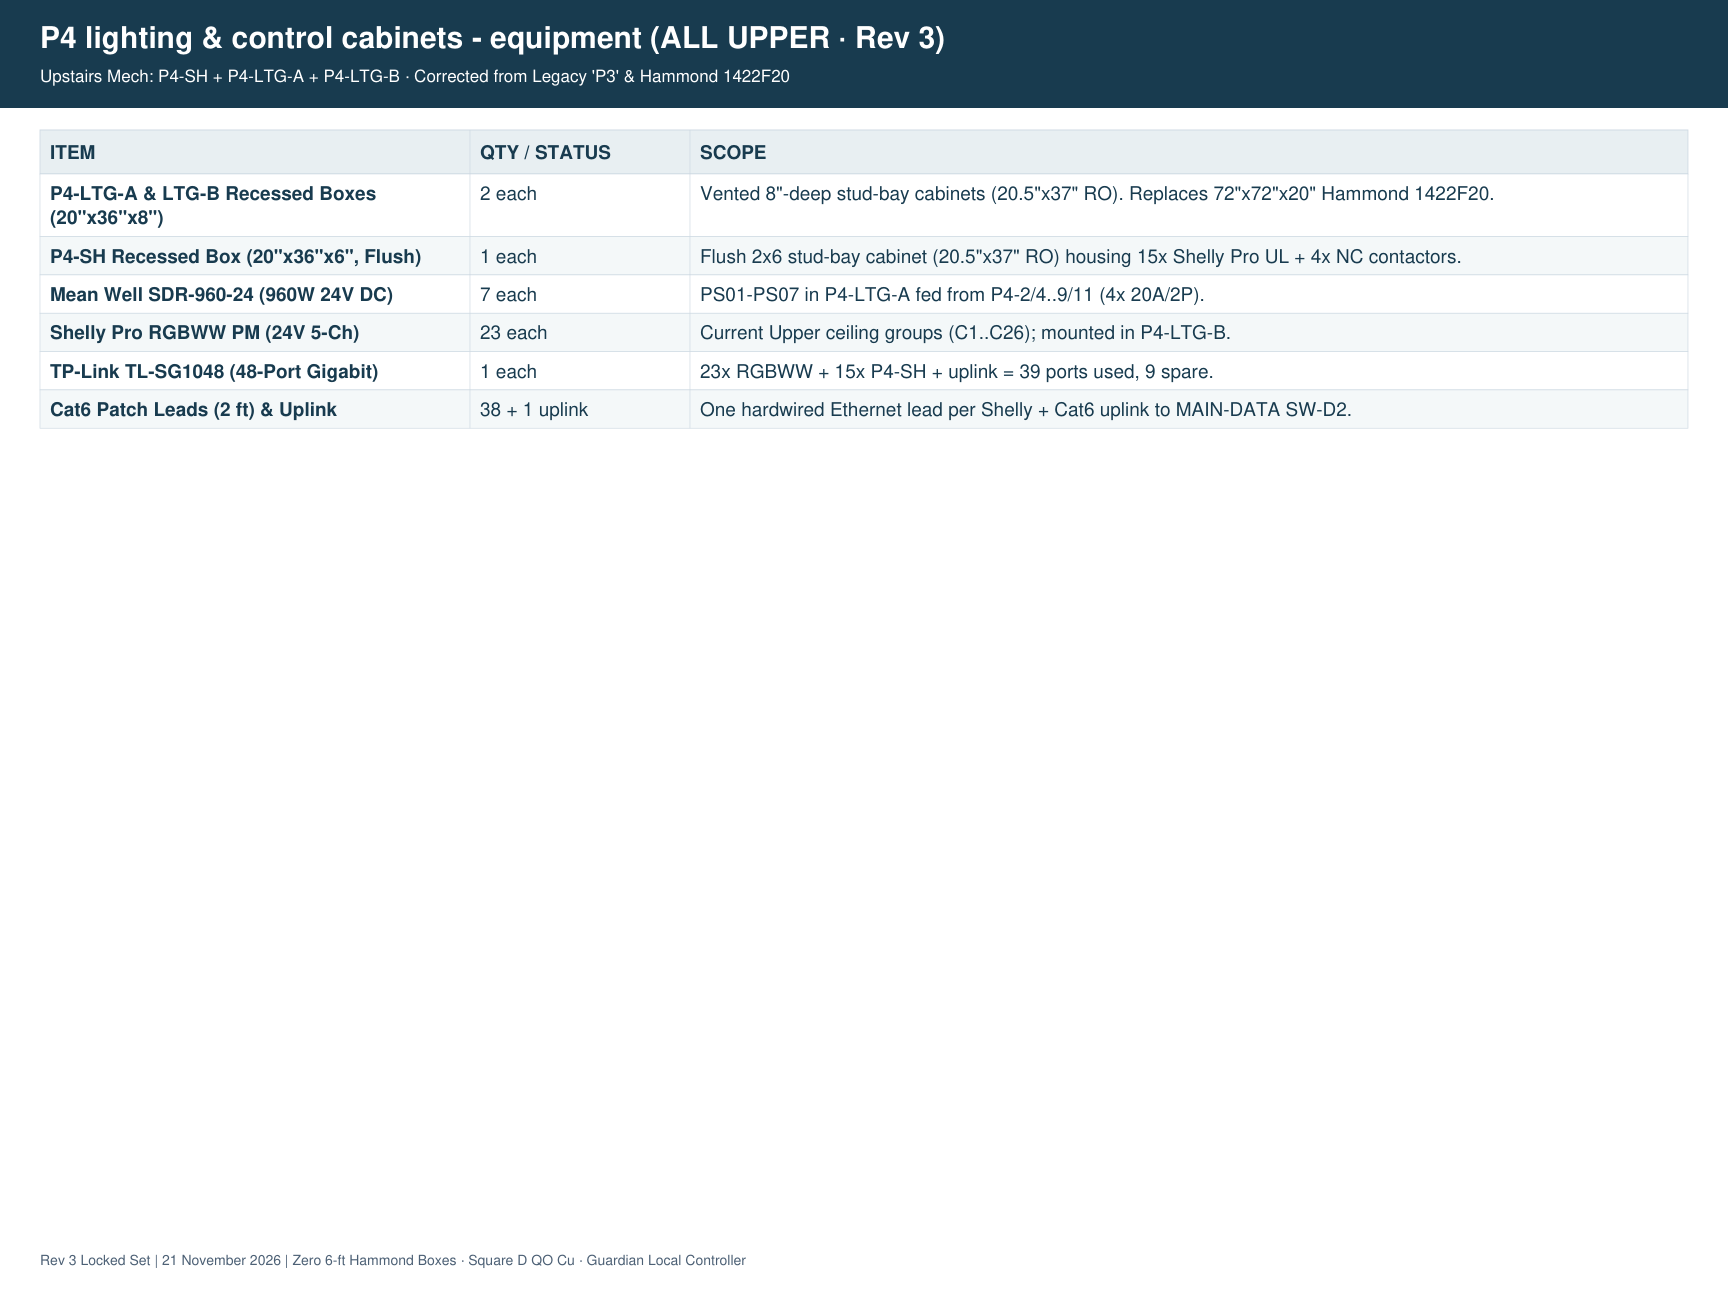 P4 lighting & control cabinets - equipment (ALL UPPER · Rev 3)
Upstairs Mech: P4-SH + P4-LTG-A + P4-LTG-B · Corrected from Legacy 'P3' & Hammond 1422F20
ITEM QTY / STATUS SCOPE
P4-LTG-A & LTG-B Recessed Boxes (20"x36"x8") 2 each Vented 8"-deep stud-bay cabinets (20.5"x37" RO). Replaces 72"x72"x20" Hammond 1422F20.
P4-SH Recessed Box (20"x36"x6", Flush) 1 each Flush 2x6 stud-bay cabinet (20.5"x37" RO) housing 15x Shelly Pro UL + 4x NC contactors.
Mean Well SDR-960-24 (960W 24V DC) 7 each PS01-PS07 in P4-LTG-A fed from P4-2/4..9/11 (4x 20A/2P).
Shelly Pro RGBWW PM (24V 5-Ch) 23 each Current Upper ceiling groups (C1..C26); mounted in P4-LTG-B.
TP-Link TL-SG1048 (48-Port Gigabit) 1 each 23x RGBWW + 15x P4-SH + uplink = 39 ports used, 9 spare.
Cat6 Patch Leads (2 ft) & Uplink 38 + 1 uplink One hardwired Ethernet lead per Shelly + Cat6 uplink to MAIN-DATA SW-D2.
Rev 3 Locked Set | 21 November 2026 | Zero 6-ft Hammond Boxes · Square D QO Cu · Guardian Local Controller